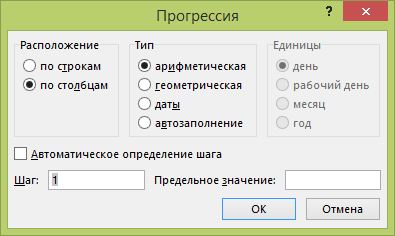 Прогрессия
?
Расположение
по строкам
по столбцам
Тип
арифметическая
геометрическая
даты
автозаполнение
Единицы
день
рабочий день
месяц
год
Автоматическое определение шага
Шаг: 1 Предельное значение:
ОК Отмена